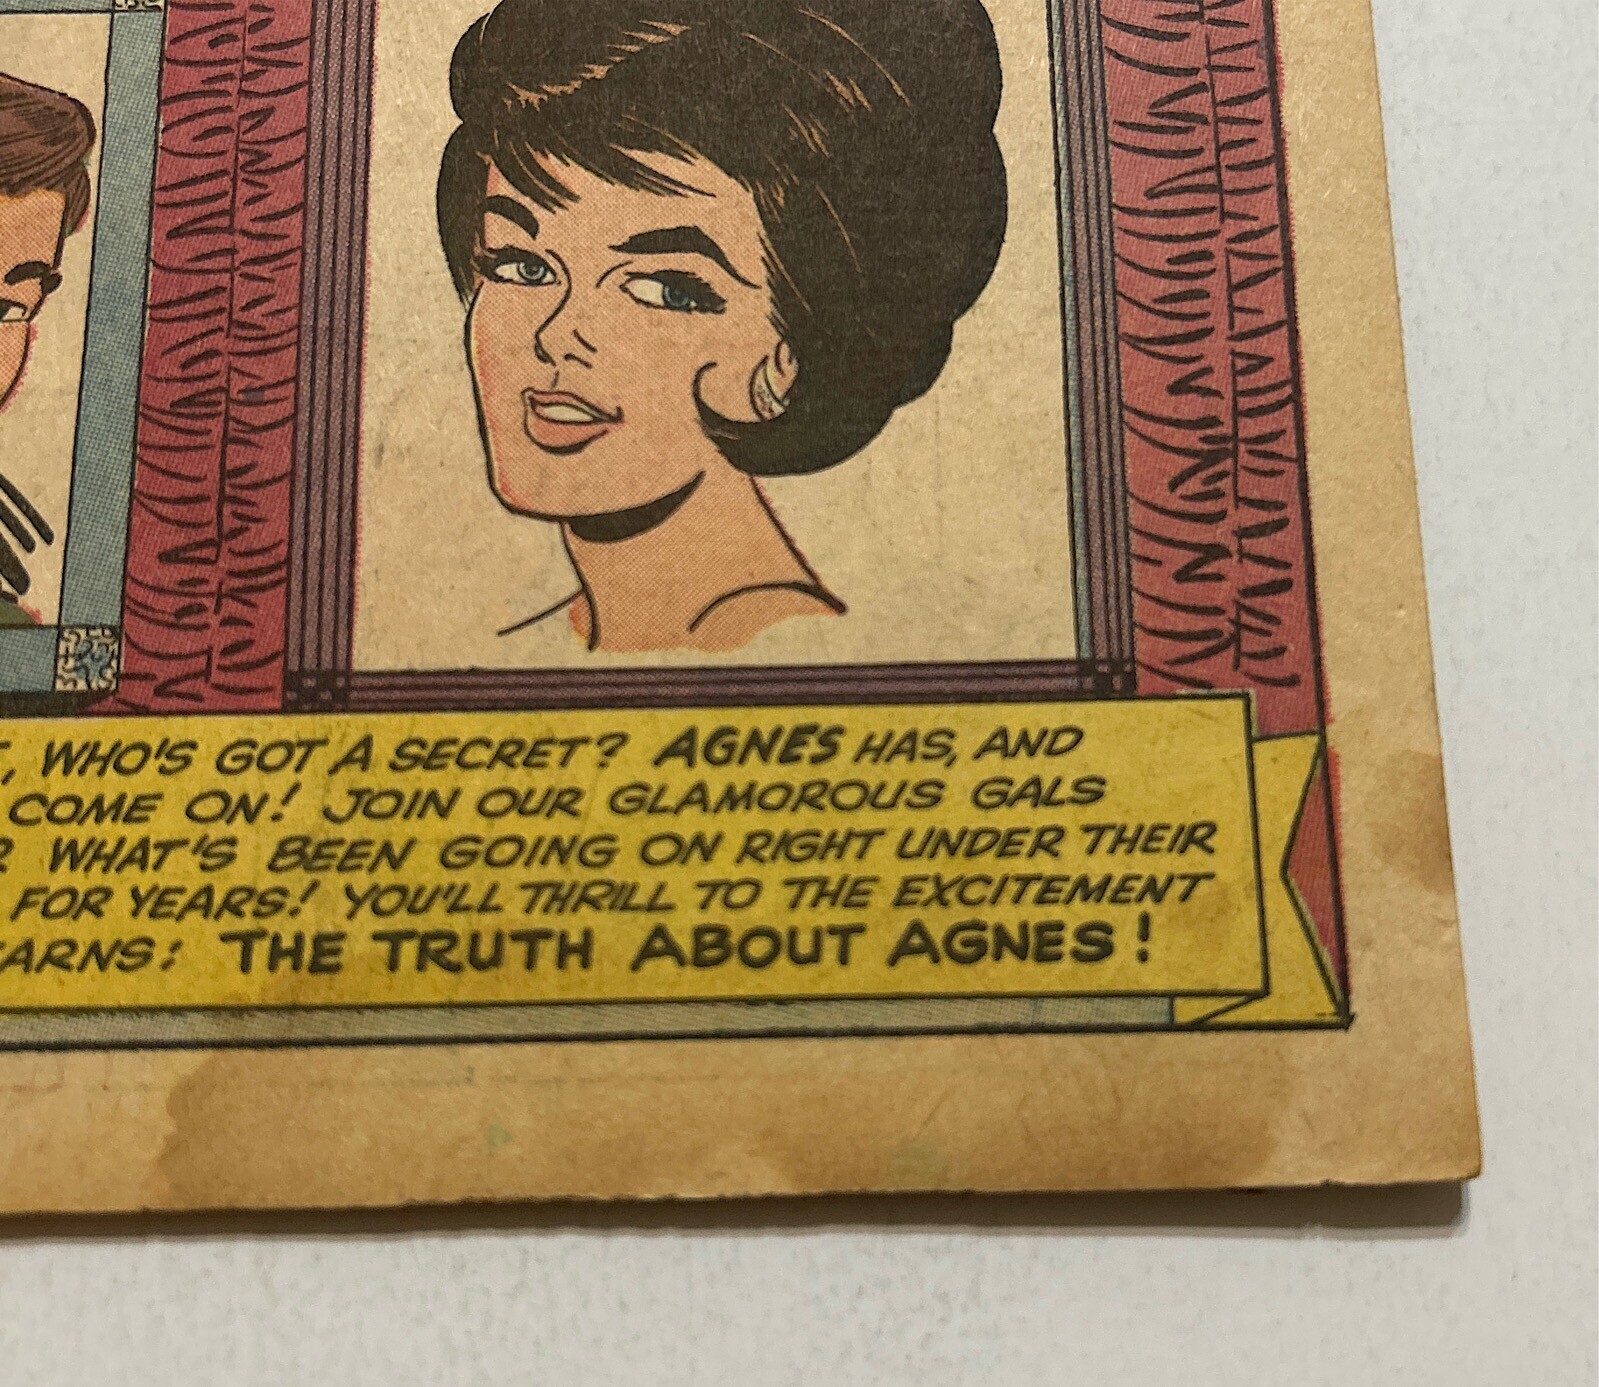 , WHO'S GOT A SECRET? AGNES HAS, AND
COME ON! JOIN OUR GLAMOROUS GALS
WHAT'S BEEN GOING ON RIGHT UNDER THEIR
FOR YEARS! YOU'LL THRILL TO THE EXCITEMENT
ARNS: THE TRUTH ABOUT AGNES!